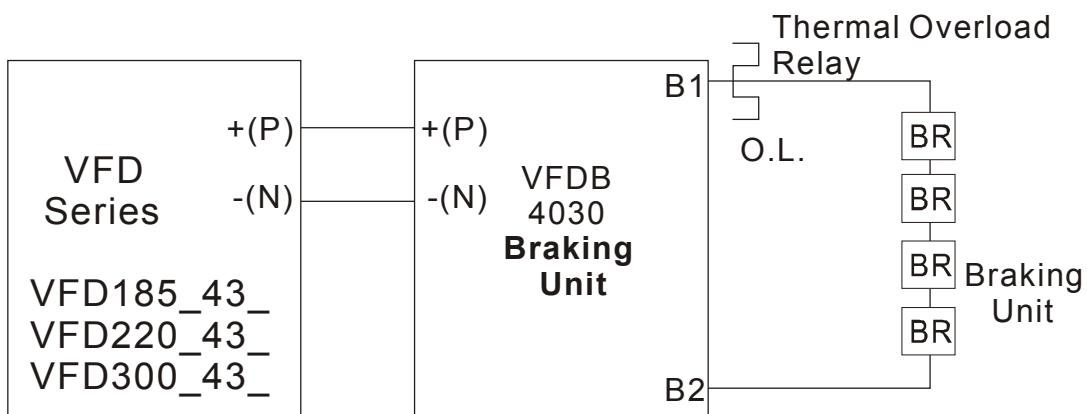 VFD
Series
+(P)
-(N)
VFD185_43_
VFD220_43_
VFD300_43_
+(P)
-(N)
VFDB
4030
Braking
Unit
B1
B2
Thermal Overload
Relay
O.L.
BR
BR
BR
BR
Braking
Unit